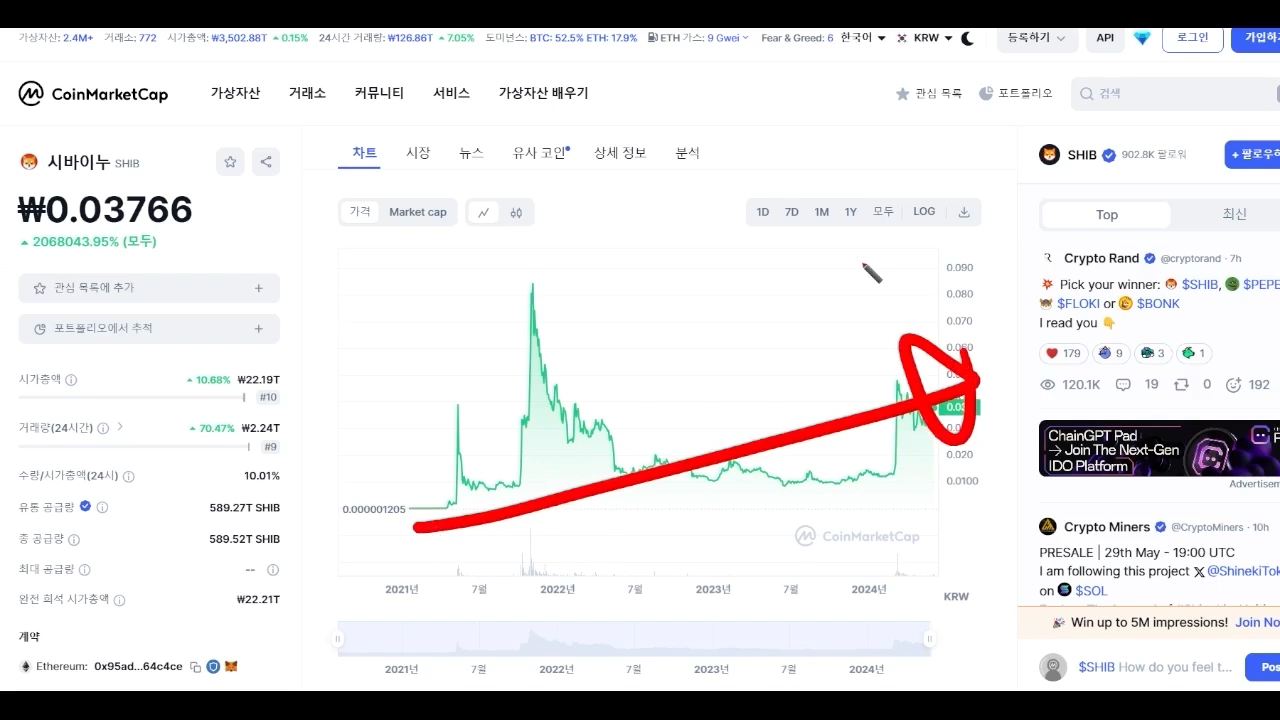 가상자산: 2.4M+ 거래소: 772 시가총액: ₩3,502.88T 0.15% 24시간 거래량: ₩126.86T 7.05% 도미넌스: BTC: 52.5% ETH: 17.9% ETH 가스: 9 Gwei Fear & Greed: 6 한국어 KRW 등록하기 API 로그인 가입하
CoinMarketCap 가상자산 거래소 커뮤니티 서비스 가상자산 배우기 관심 목록 포트폴리오 검색
시바이누 SHIB
₩0.03766
2068043.95% (모두)
관심 목록에 추가 +
포트폴리오에서 추적 +
시가총액 10.68% ₩22.19T
#10
거래량(24시간) 70.47% ₩2.24T
#9
수량/시가총액(24시) 10.01%
유통 공급량 589.27T SHIB
총 공급량 589.52T SHIB
최대 공급량 --
완전 희석 시가총액 ₩22.21T
계약
Ethereum: 0x95ad...64c4ce
차트 시장 뉴스 유사 코인 상세 정보 분석
가격 Market cap 1D 7D 1M 1Y 모두 LOG
0.090
0.080
0.070
0.060
0.020
0.0100
0.000001205
CoinMarketCap
2021년 7월 2022년 7월 2023년 7월 2024년
KRW
2021년 7월 2022년 7월 2023년 7월 2024년
SHIB 902.8K 팔로워 + 팔로우하
Top 최신
Crypto Rand @cryptorand · 7h
Pick your winner: $SHIB, $PEPE
$FLOKI or $BONK
I read you
179 9 3 1
120.1K 19 0 192
ChainGPT Pad
→ Join The Next-Gen
IDO Platform
Advertisem
Crypto Miners @CryptoMiners · 10h
PRESALE | 29th May - 19:00 UTC
I am following this project @ShinekiTok
on $SOL
Win up to 5M impressions! Join No
$SHIB How do you feel t... Pos